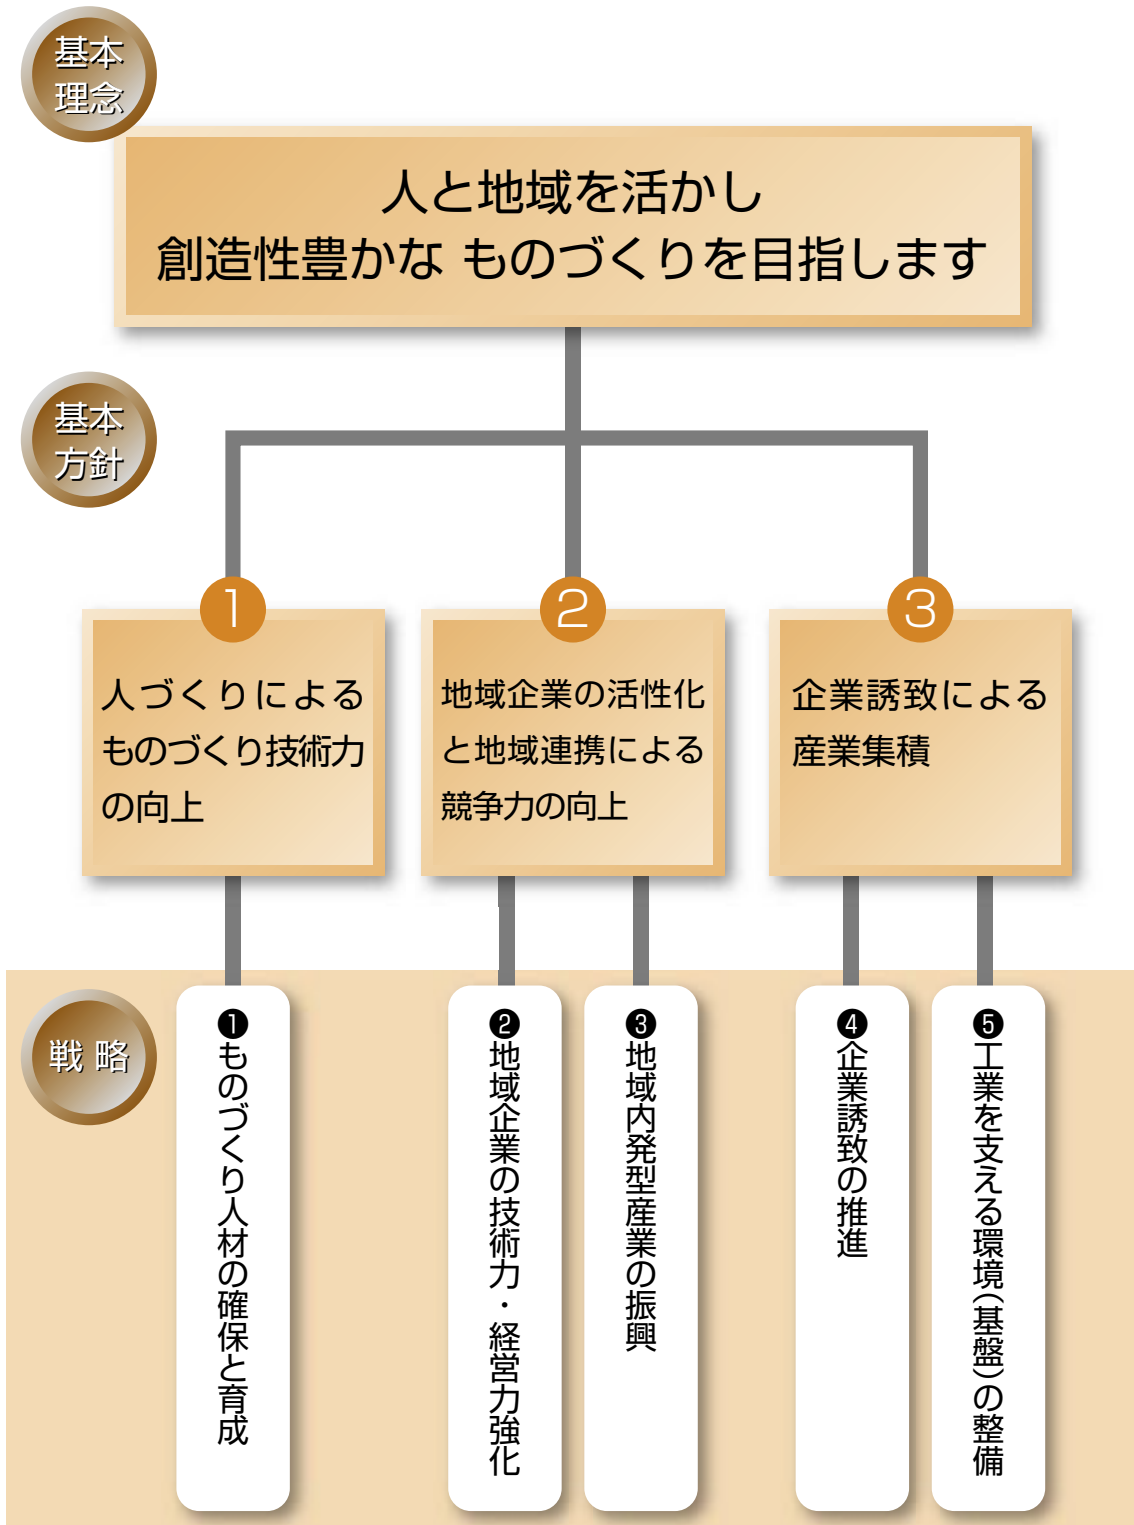 基本
理念
人と地域を活かし
創造性豊かな ものづくりを目指します
基本
方針
1
人づくりによる
ものづくり技術力
の向上
2
地域企業の活性化
と地域連携による
競争力の向上
3
企業誘致による
産業集積
戦 略
❶ものづくり人材の確保と育成
❷地域企業の技術力・経営力強化
❸地域内発型産業の振興
❹企業誘致の推進
❺工業を支える環境(基盤)の整備